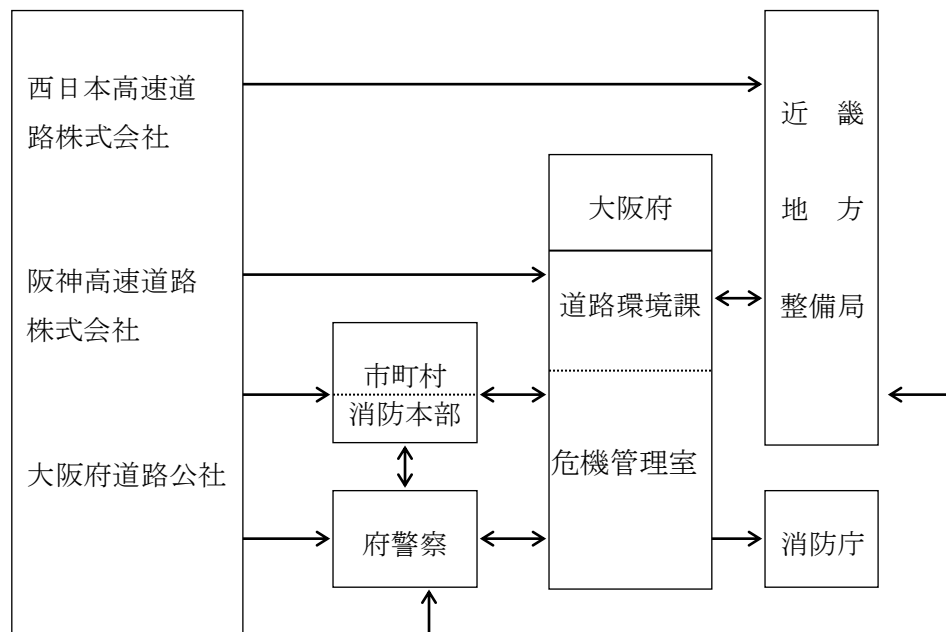 西日本高速道
路株式会社
阪神高速道路
株式会社
大阪府道路公社
市町村
消防本部
府警察
大阪府
道路環境課
危機管理室
近　畿
地　方
整備局
消防庁